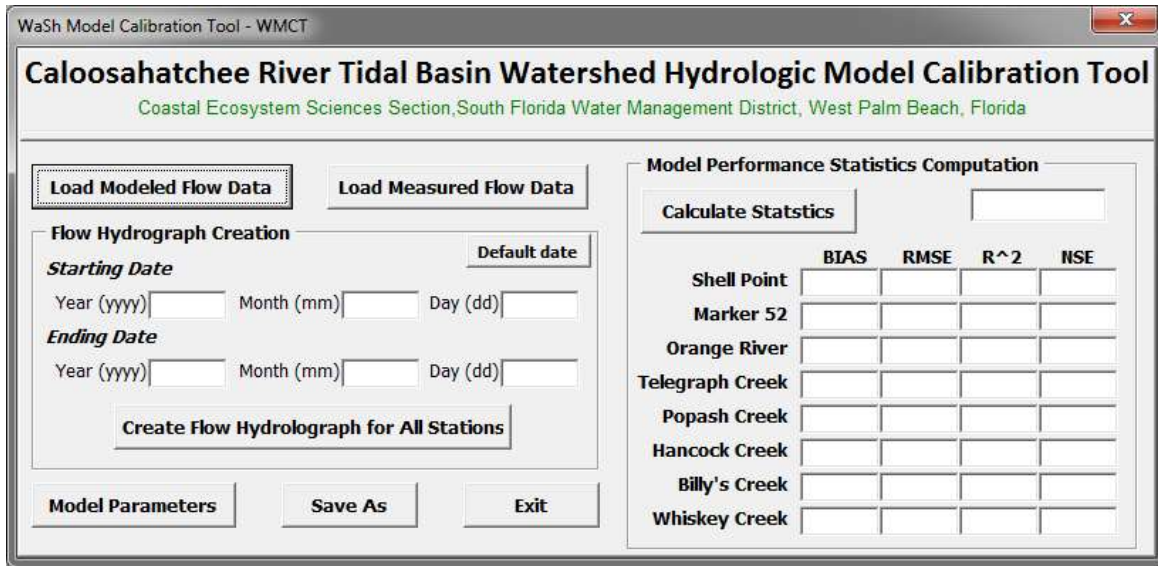 WaSh Model Calibration Tool - WMCT
x
Caloosahatchee River Tidal Basin Watershed Hydrologic Model Calibration Tool
Coastal Ecosystem Sciences Section,South Florida Water Management District, West Palm Beach, Florida
Load Modeled Flow Data
Load Measured Flow Data
Flow Hydrograph Creation
Default date
Starting Date
Year (yyyy) Month (mm) Day (dd)
Ending Date
Year (yyyy) Month (mm) Day (dd)
Create Flow Hydrolograph for All Stations
Model Parameters
Save As
Exit
Model Performance Statistics Computation
Calculate Statstics
BIAS RMSE R^2 NSE
Shell Point
Marker 52
Orange River
Telegraph Creek
Popash Creek
Hancock Creek
Billy's Creek
Whiskey Creek